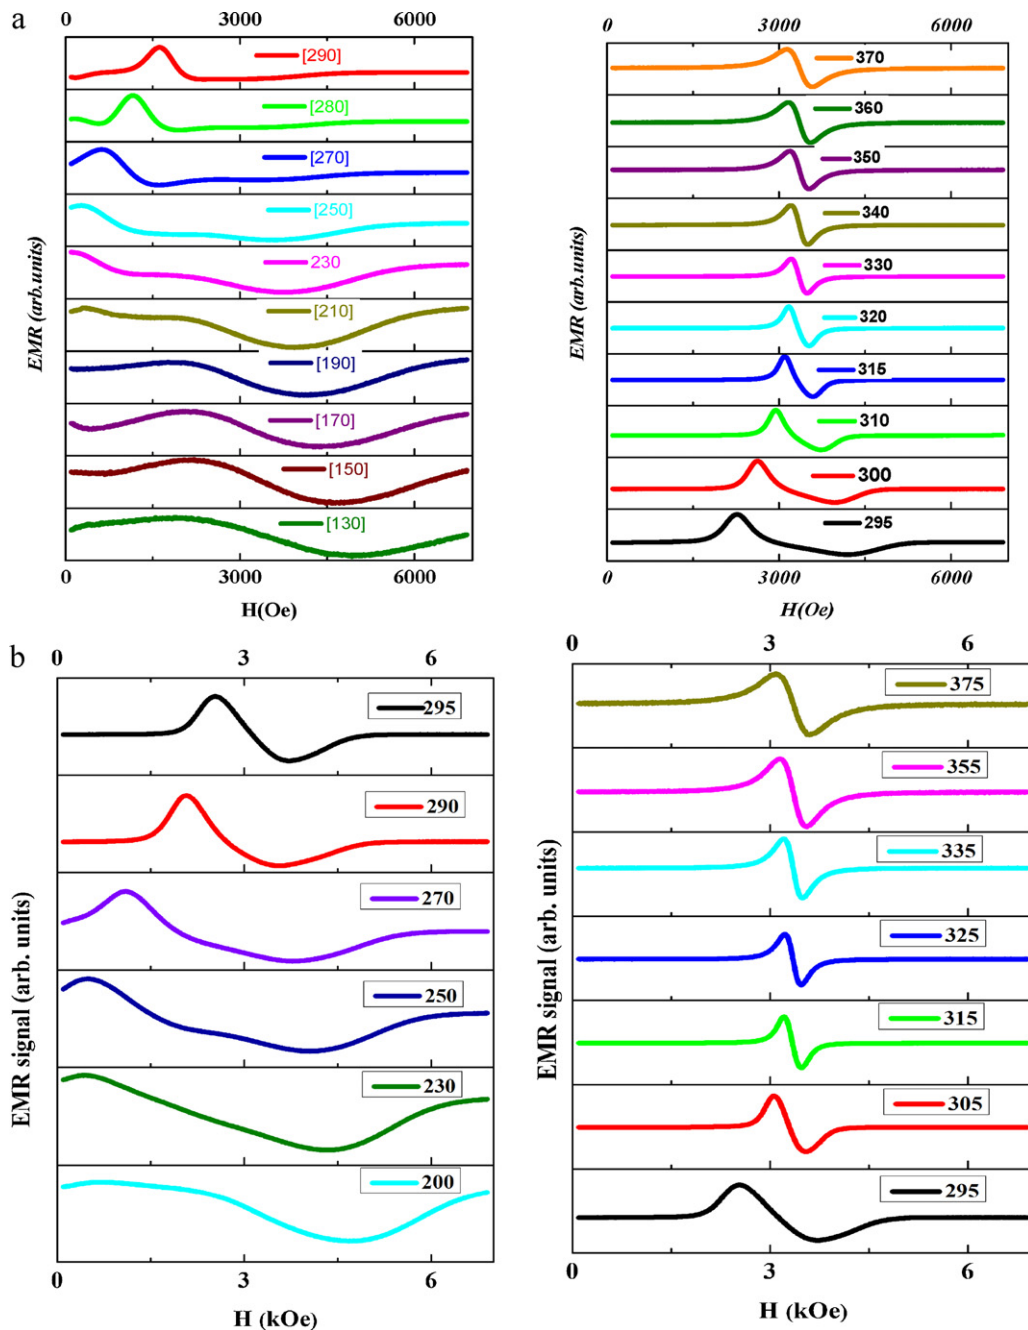 a
0 3000 6000
[290]
[280]
[270]
[250]
230
[210]
[190]
[170]
[150]
[130]
EMR (arb.units)
0 3000 6000
H(Oe)
0 3000 6000
370
360
350
340
330
320
315
310
300
295
EMR (arb.units)
0 3000 6000
H(Oe)
b
0 3 6
295
290
270
250
230
200
EMR signal (arb. units)
0 3 6
H (kOe)
0 3 6
375
355
335
325
315
305
295
EMR signal (arb. units)
0 3 6
H (kOe)